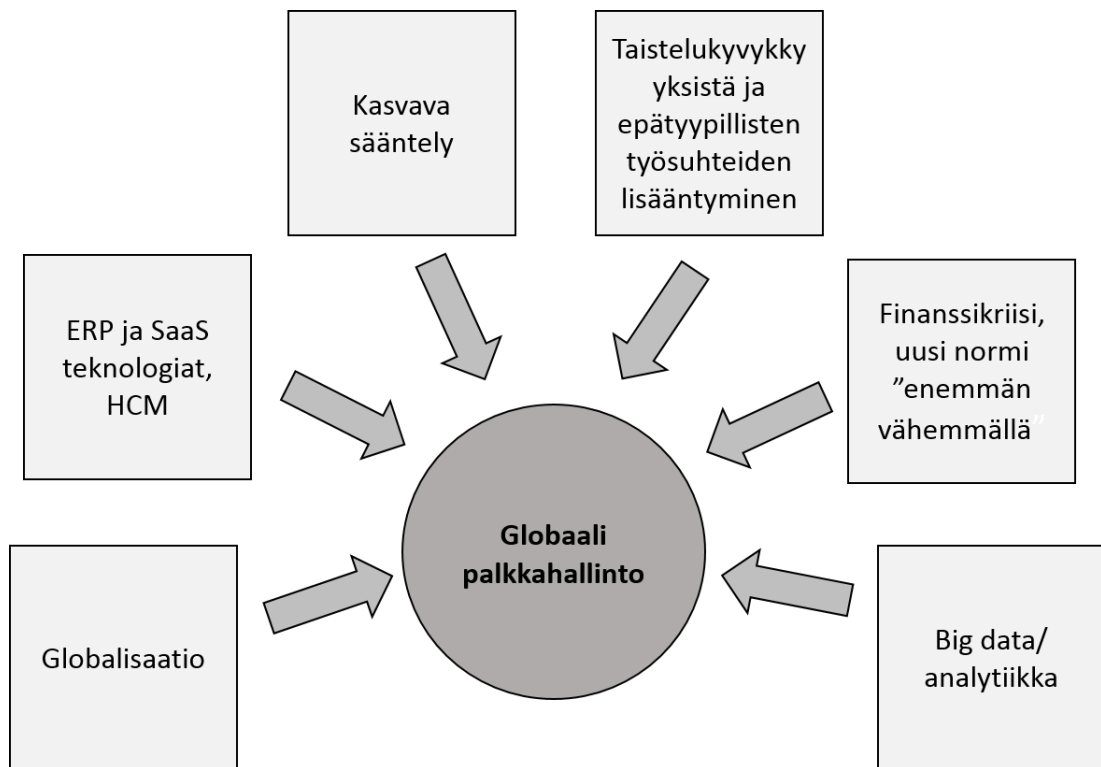 Kasvava
sääntely
Taistelukyvykky
yksistä ja
epätyypillisten
työsuhteiden
lisääntyminen
ERP ja SaaS
teknologiat,
HCM
Finanssikriisi,
uusi normi
”enemmän
vähemmällä”
Globaali
palkkahallinto
Globalisaatio
Big data/
analytiikka